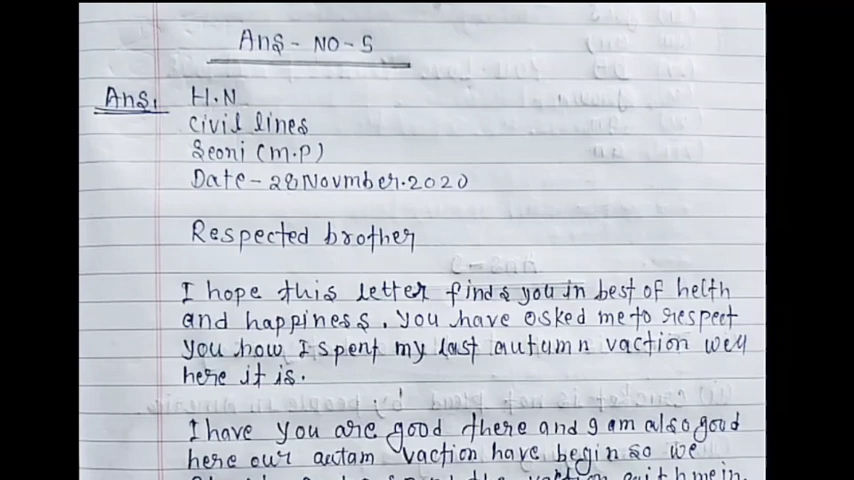 Ans - NO - 5
Ans. H.N
Civil lines
Seoni (M.P)
Date - 28 Novmber. 2020
Respected brother
I hope this letter finds you in best of helth
and happiness. You have asked me to respect
you how I spent my last autumn vaction well
here it is.
I have you are good there and I am also good
here our autam vaction have begin so we